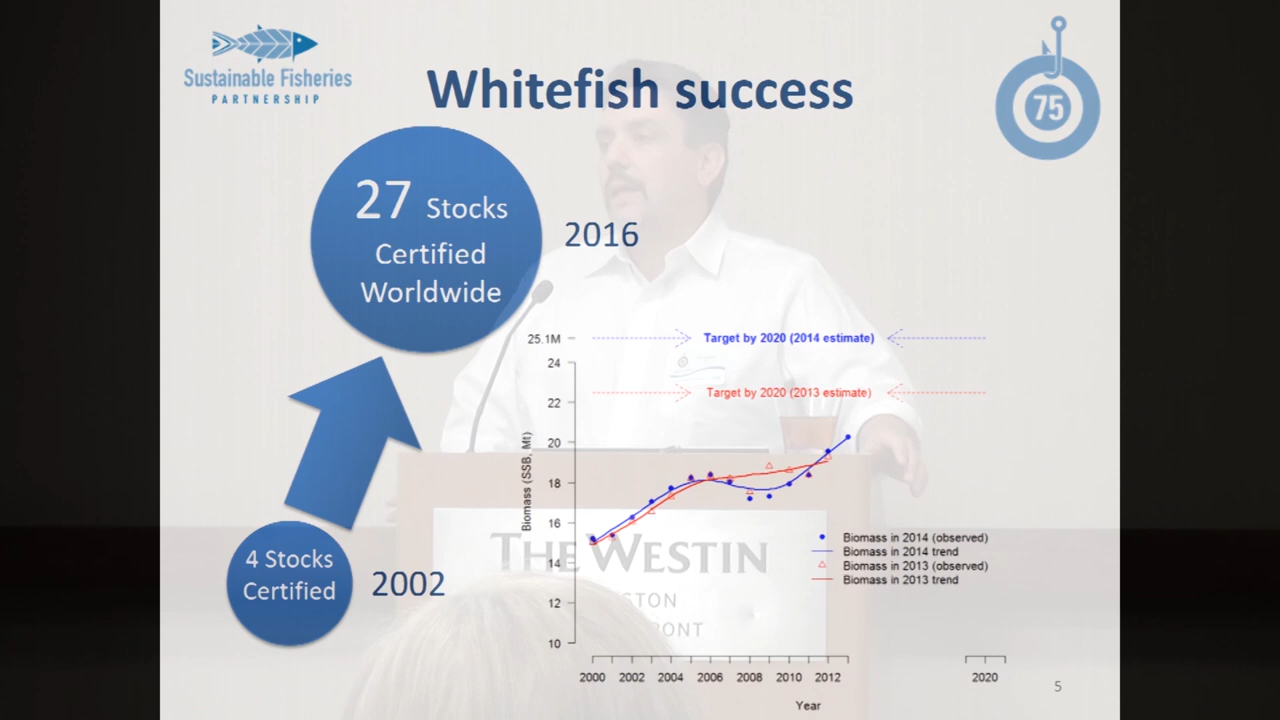 Sustainable Fisheries
PARTNERSHIP
Whitefish success
75
27 Stocks
Certified
Worldwide
2016
4 Stocks
Certified
2002
25.1M
24
22
20
18
16
14
12
10
Biomass (SSB, Mt)
Target by 2020 (2014 estimate)
Target by 2020 (2013 estimate)
Biomass in 2014 (observed)
Biomass in 2014 trend
Biomass in 2013 (observed)
Biomass in 2013 trend
2000 2002 2004 2006 2008 2010 2012 2020
Year
THE WESTIN
5